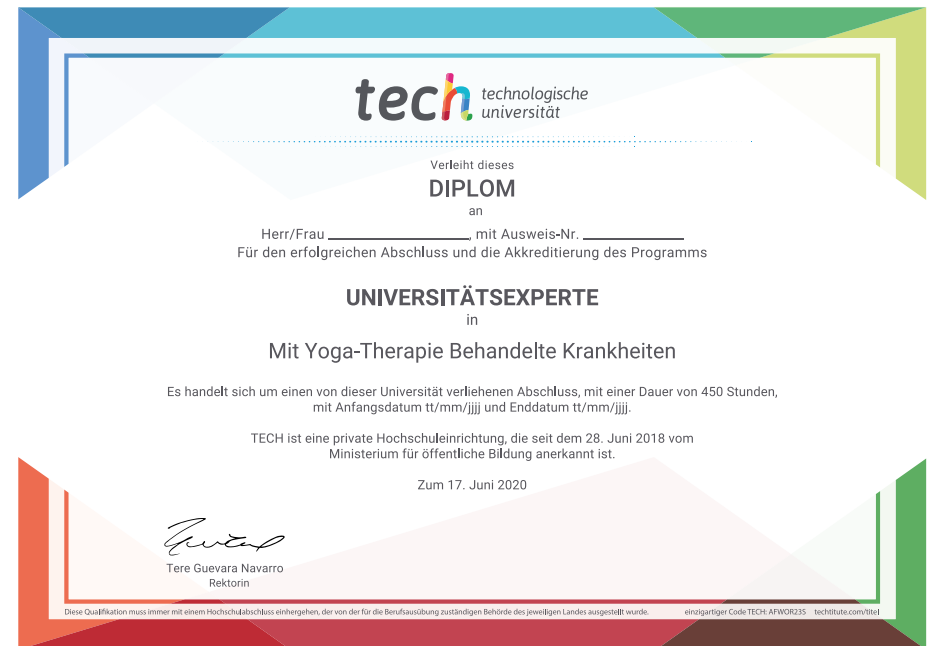 tech technologische
universität
Verleiht dieses
DIPLOM
an
Herr/Frau ____________, mit Ausweis-Nr. ____________
Für den erfolgreichen Abschluss und die Akkreditierung des Programms
UNIVERSITÄTSEXPERTE
in
Mit Yoga-Therapie Behandelte Krankheiten
Es handelt sich um einen von dieser Universität verliehenen Abschluss, mit einer Dauer von 450 Stunden,
mit Anfangsdatum tt/mm/jjjj und Enddatum tt/mm/jjjj.
TECH ist eine private Hochschuleinrichtung, die seit dem 28. Juni 2018 vom
Ministerium für öffentliche Bildung anerkannt ist.
Zum 17. Juni 2020
Tere Guevara Navarro
Rektorin
Diese Qualifikation muss immer mit einem Hochschulabschluss einhergehen, der von der für die Berufsausübung zuständigen Behörde des jeweiligen Landes ausgestellt wurde. einzigartiger Code TECH: AFWOR23S techtitute.com/titel